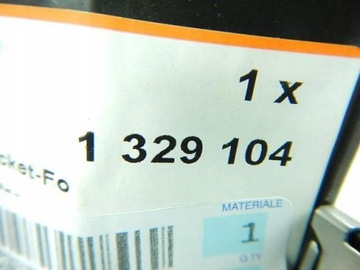 1 x
1 329 104
cket-Fo
MATERIALE
1
Q.TY